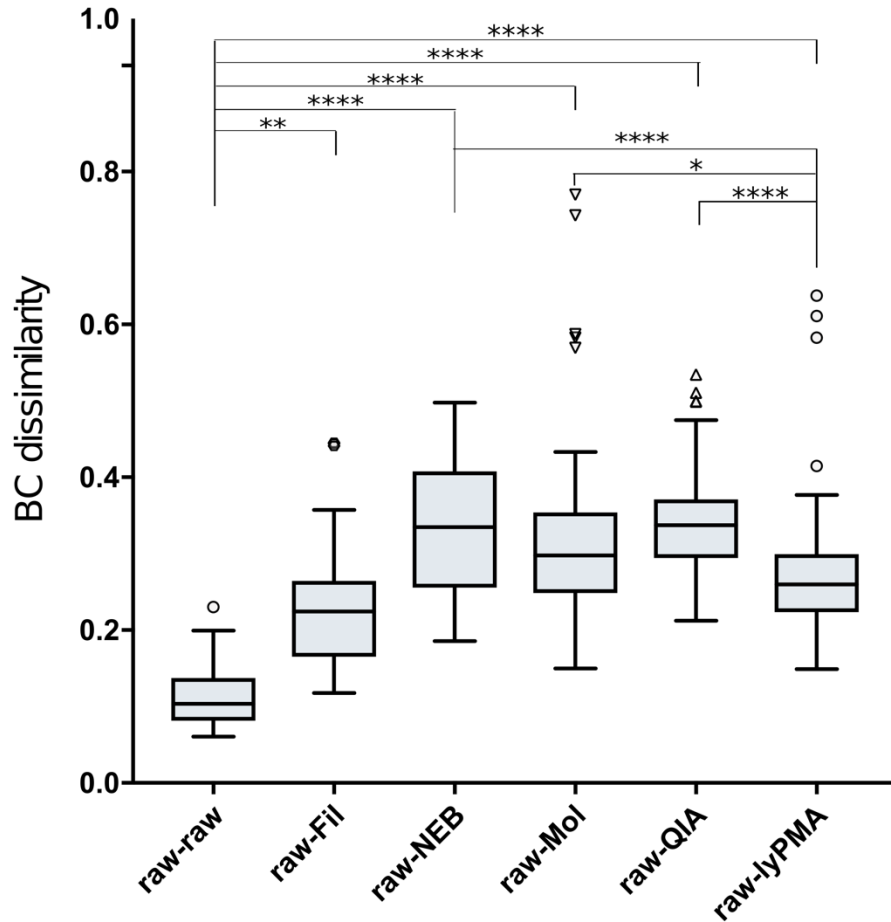 BC dissimilarity
1.0
0.8
0.6
0.4
0.2
0.0
****
****
****
****
**
****
*
****
raw-raw
raw-Fil
raw-NEB
raw-Mol
raw-QIA
raw-lyPMA